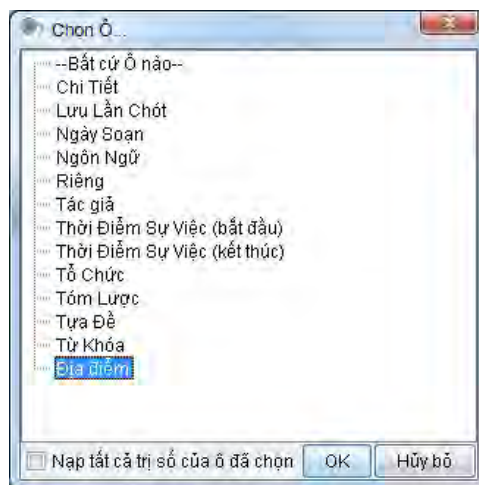 Chọn Ô...
--Bất cứ Ô nào--
Chi Tiết
Lưu Lần Chót
Ngày Soạn
Ngôn Ngữ
Riêng
Tác giả
Thời Điểm Sự Việc (bắt đầu)
Thời Điểm Sự Việc (kết thúc)
Tổ Chức
Tóm Lược
Tựa Đề
Từ Khóa
Địa điểm
Nạp tất cả trị số của ô đã chọn OK Hủy bỏ